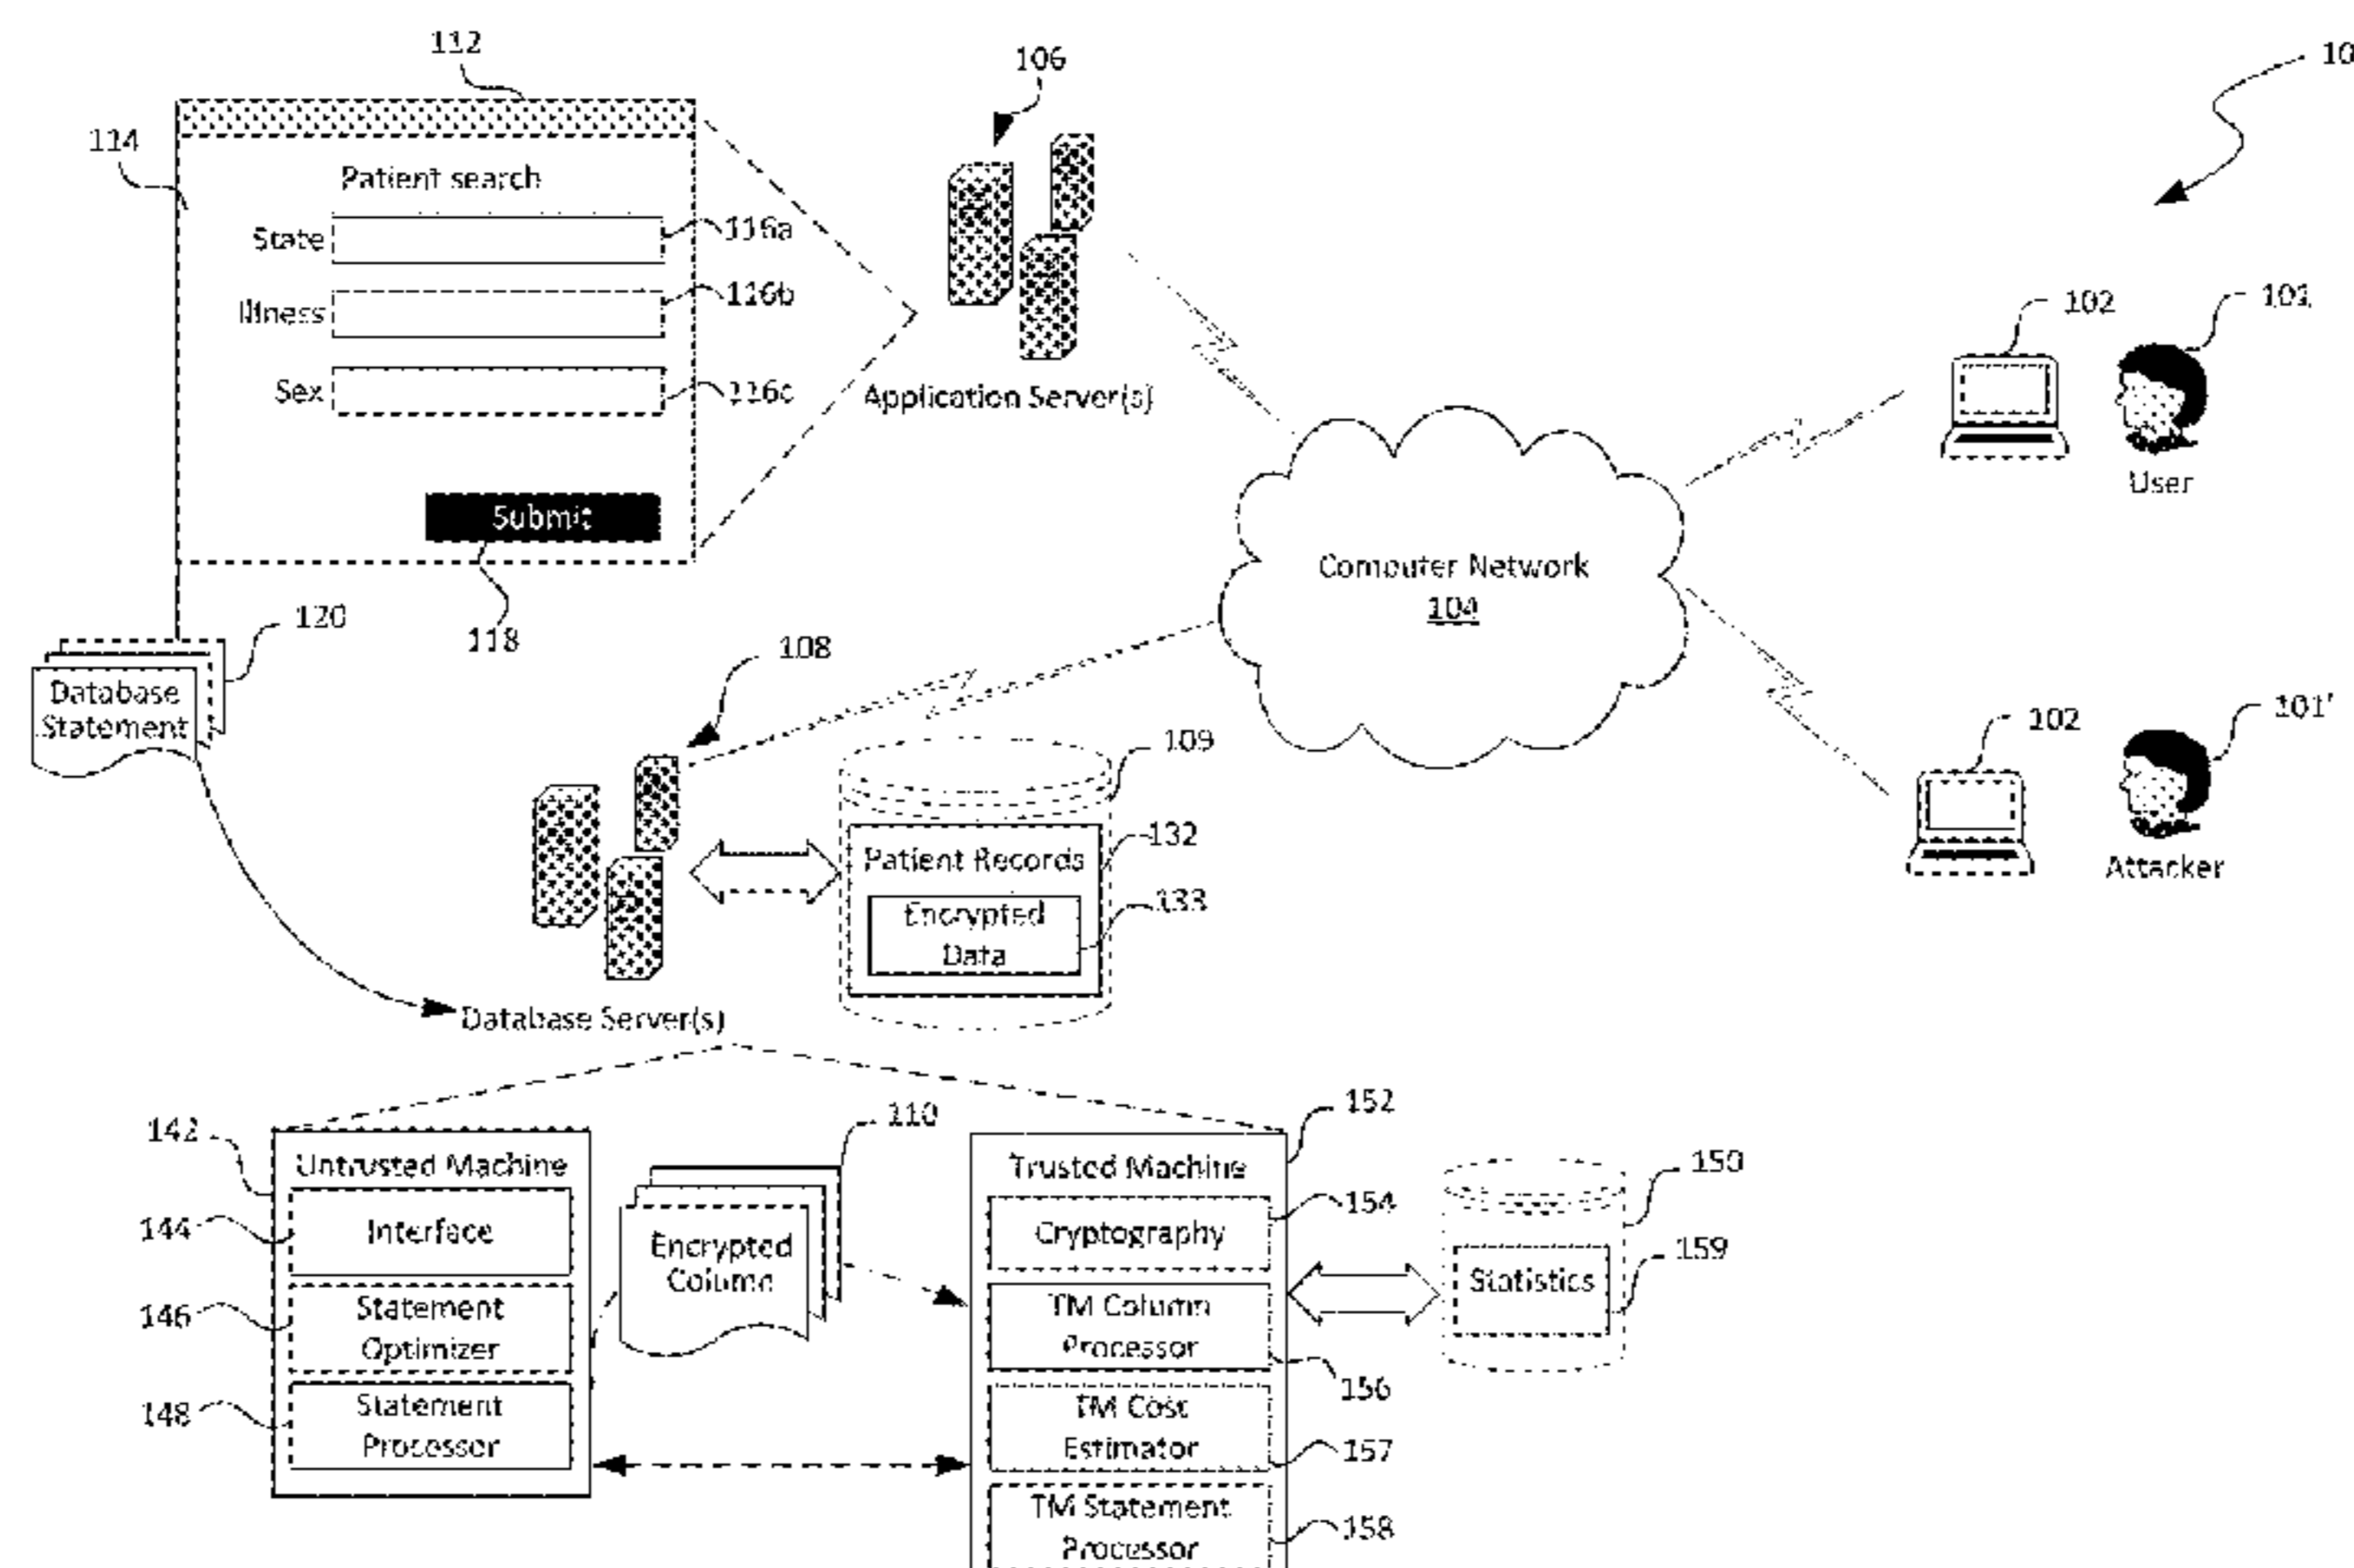 112
106
10
114
Patient search
State
116a
Illness
116b
Sex
116c
Submit
118
Application Server(s)
102
101
User
Computer Network
104
120
Database
Statement
108
109
Patient Records
132
Encrypted
Data
133
102
101'
Attacker
Database Server(s)
142
Untrusted Machine
144
Interface
146
Statement
Optimizer
148
Statement
Processor
110
Encrypted
Column
152
Trusted Machine
154
Cryptography
TM Column
Processor
156
TM Cost
Estimator
157
TM Statement
Processor
158
150
Statistics
159